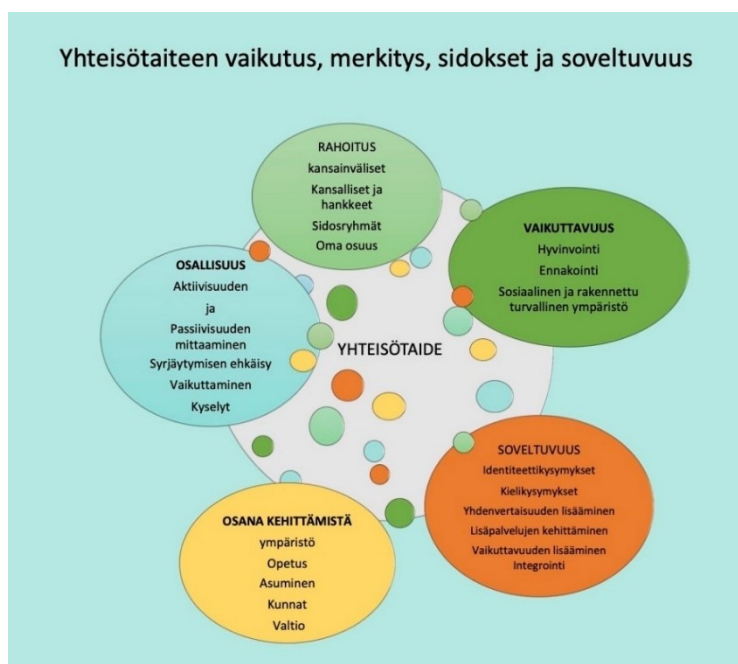 Yhteisötaiteen vaikutus, merkitys, sidokset ja soveltuvuus
RAHOITUS
kansainväliset
Kansalliset ja
hankkeet
Sidosryhmät
Oma osuus
VAIKUTTAVUUS
Hyvinvointi
Ennakointi
Sosiaalinen ja rakennettu
turvallinen ympäristö
OSALLISUUS
Aktiivisuuden
ja
Passiivisuuden
mittaaminen
Syrjäytymisen ehkäisy
Vaikuttaminen
Kyselyt
YHTEISÖTAIDE
SOVELTUVUUS
Identiteettikysymykset
Kielikysymykset
Yhdenvertaisuuden lisääminen
Lisäpalvelujen kehittäminen
Vaikuttavuuden lisääminen
Integrointi
OSANA KEHITTÄMISTÄ
ympäristö
Opetus
Asuminen
Kunnat
Valtio